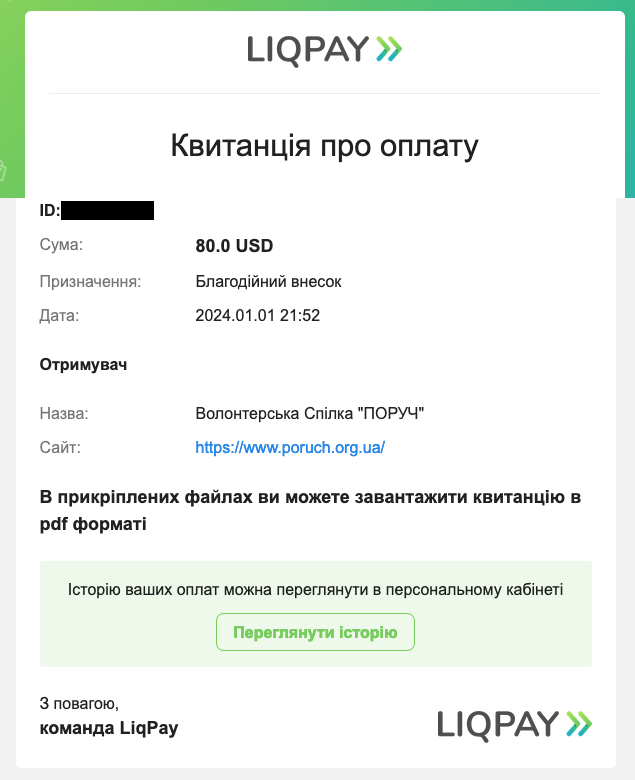 LIQPAY
Квитанція про оплату
ID:
Сума: 80.0 USD
Призначення: Благодійний внесок
Дата: 2024.01.01 21:52
Отримувач
Назва: Волонтерська Спілка "ПОРУЧ"
Сайт: https://www.poruch.org.ua/
В прикріплених файлах ви можете завантажити квитанцію в
pdf форматі
Історію ваших оплат можна переглянути в персональному кабінеті
Переглянути історію
З повагою,
команда LiqPay
LIQPAY